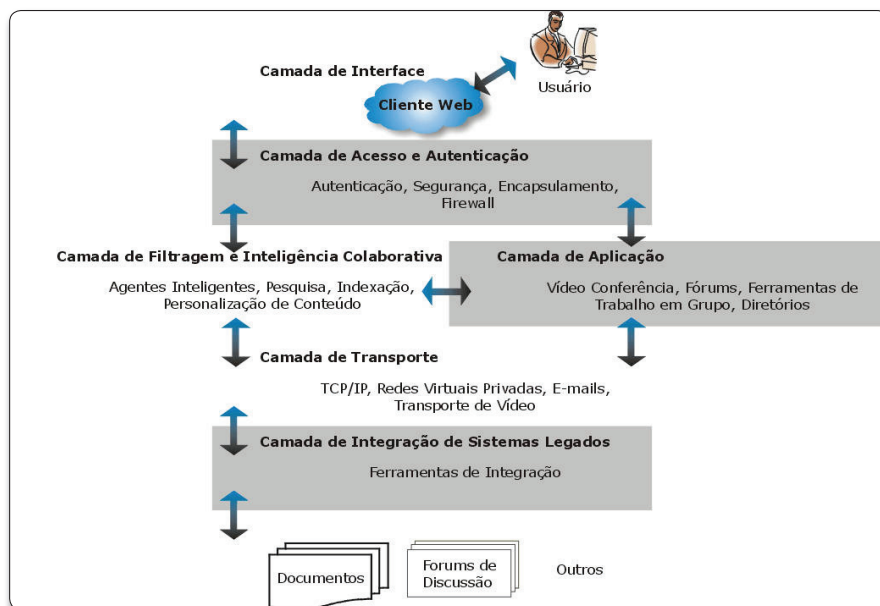 Camada de Interface
Cliente Web
Usuário
Camada de Acesso e Autenticação
Autenticação, Segurança, Encapsulamento,
Firewall
Camada de Filtragem e Inteligência Colaborativa
Agentes Inteligentes, Pesquisa, Indexação,
Personalização de Conteúdo
Camada de Aplicação
Vídeo Conferência, Fórums, Ferramentas de
Trabalho em Grupo, Diretórios
Camada de Transporte
TCP/IP, Redes Virtuais Privadas, E-mails,
Transporte de Vídeo
Camada de Integração de Sistemas Legados
Ferramentas de Integração
Documentos
Forums de
Discussão
Outros